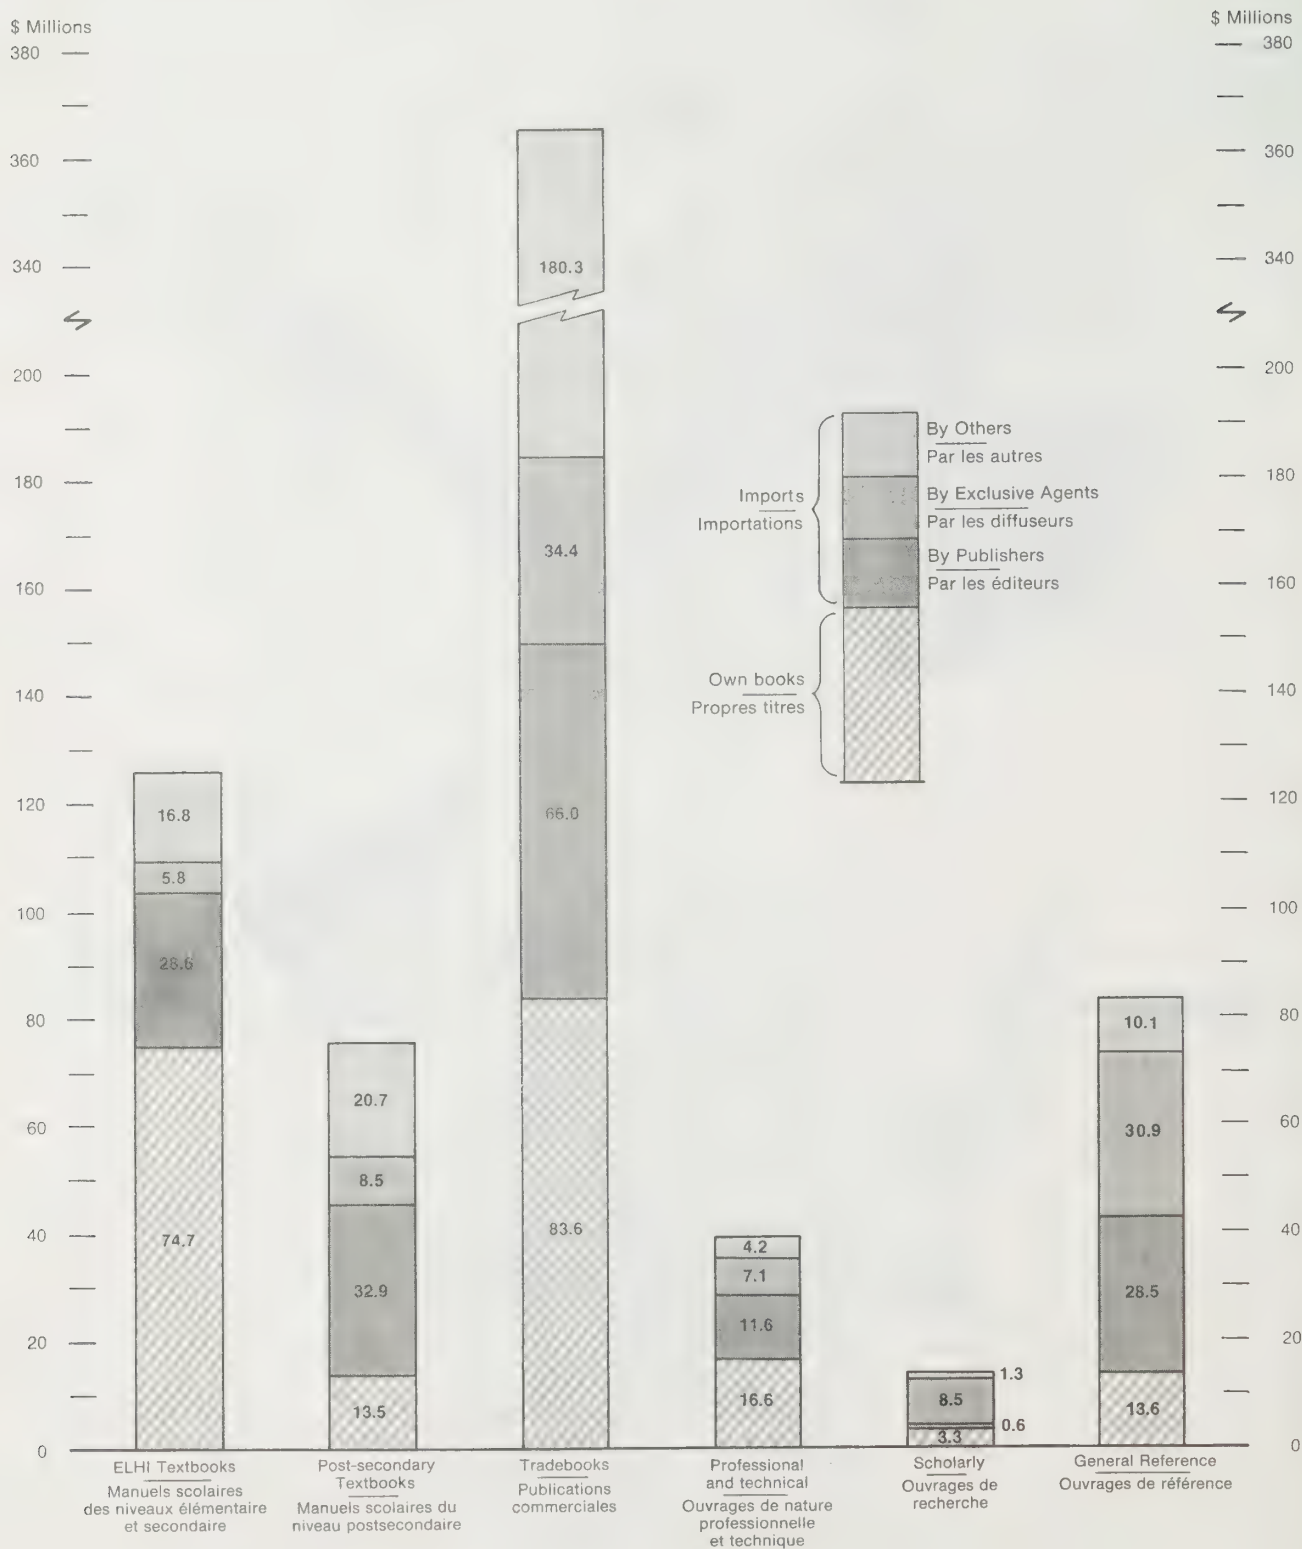 $ Millions
380
360
340
200
180
160
140
120
100
80
60
40
20
0
$ Millions
380
360
340
200
180
160
140
120
100
80
60
40
20
0
16.8
5.8
28.6
74.7
20.7
8.5
32.9
13.5
180.3
34.4
66.0
83.6
4.2
7.1
11.6
16.6
1.3
8.5
0.6
3.3
10.1
30.9
28.5
13.6
Imports
Importations
By Others
Par les autres
By Exclusive Agents
Par les diffuseurs
By Publishers
Par les éditeurs
Own books
Propres titres
ELHI Textbooks
Manuels scolaires
des niveaux élémentaire
et secondaire
Post-secondary
Textbooks
Manuels scolaires du
niveau postsecondaire
Tradebooks
Publications
commerciales
Professional
and technical
Ouvrages de nature
professionnelle
et technique
Scholarly
Ouvrages de
recherche
General Reference
Ouvrages de référence